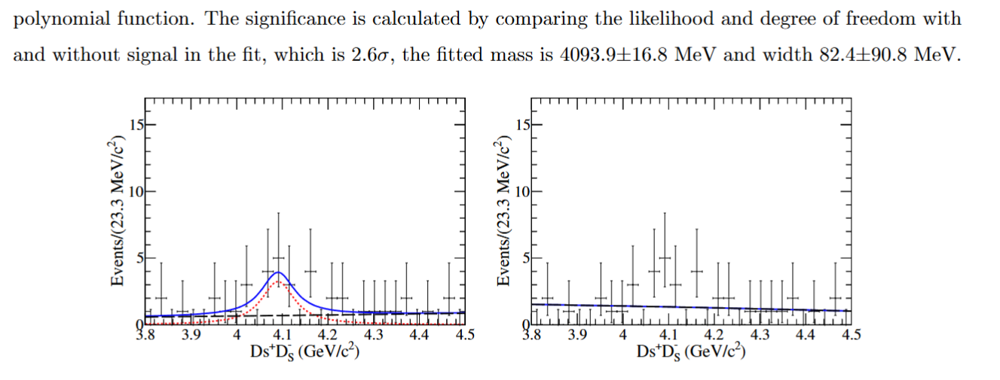 polynomial function. The significance is calculated by comparing the likelihood and degree of freedom with
and without signal in the fit, which is 2.6σ, the fitted mass is 4093.9±16.8 MeV and width 82.4±90.8 MeV.
Events/(23.3 MeV/c²)
15
10
5
0
3.8 3.9 4 4.1 4.2 4.3 4.4 4.5
Ds⁺D̄ₛ (GeV/c²)
Events/(23.3 MeV/c²)
15
10
5
0
3.8 3.9 4 4.1 4.2 4.3 4.4 4.5
Ds⁺D̄ₛ (GeV/c²)